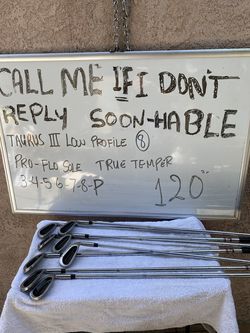 CALL ME IF I DON'T
REPLY SOON-HABLE
TAURUS III LOW PROFILE 8
PRO-FLO SOLE TRUE TEMPER
3-4-5-6-7-8-P 120